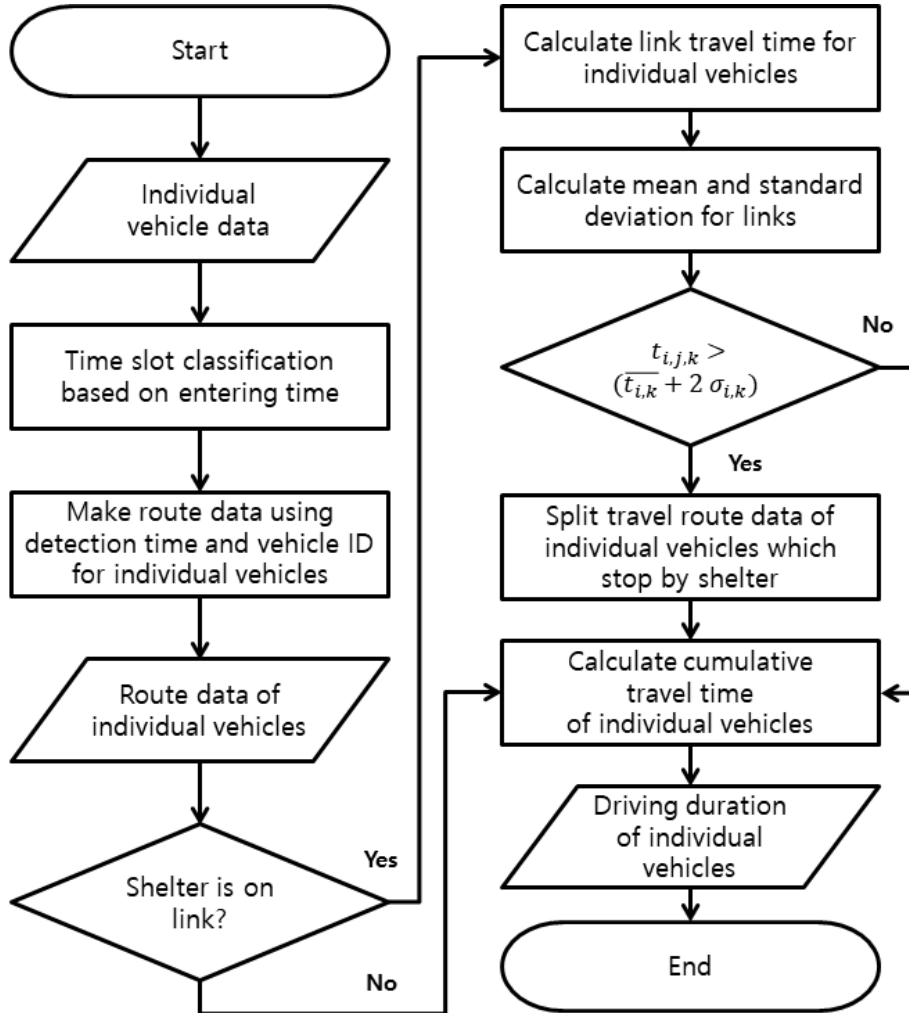 Start
Individual
vehicle data
Time slot classification
based on entering time
Make route data using
detection time and vehicle ID
for individual vehicles
Route data of
individual vehicles
Shelter is on
link?
Yes
No
Calculate link travel time for
individual vehicles
Calculate mean and standard
deviation for links
t_{i,j,k} >
(\overline{t_{i,k}} + 2 σ_{i,k})
No
Yes
Split travel route data of
individual vehicles which
stop by shelter
Calculate cumulative
travel time
of individual vehicles
Driving duration
of individual
vehicles
End